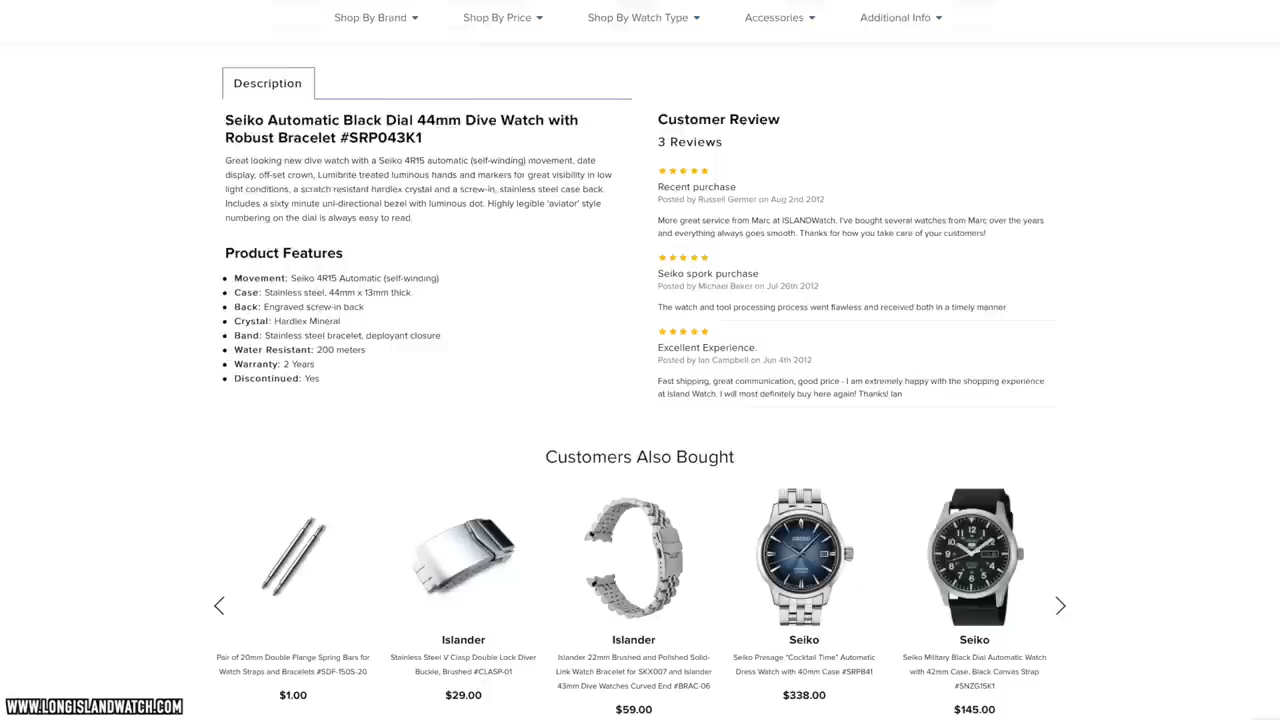 Shop By Brand
Shop By Price
Shop By Watch Type
Accessories
Additional Info
Description
Seiko Automatic Black Dial 44mm Dive Watch with
Robust Bracelet #SRP043K1
Great looking new dive watch with a Seiko 4R15 automatic (self-winding) movement, date
display, off-set crown, Lumibrite treated luminous hands and markers for great visibility in low
light conditions, a scratch resistant hardlex crystal and a screw-in, stainless steel case back.
Includes a sixty minute uni-directional bezel with luminous dot. Highly legible 'aviator' style
numbering on the dial is always easy to read.
Product Features
Movement: Seiko 4R15 Automatic (self-winding)
Case: Stainless steel, 44mm x 13mm thick.
Back: Engraved screw-in back
Crystal: Hardlex Mineral
Band: Stainless steel bracelet, deployant closure
Water Resistant: 200 meters
Warranty: 2 Years
Discontinued: Yes
Customer Review
3 Reviews
Recent purchase
Posted by Russell Germer on Aug 2nd 2012
More great service from Marc at ISLANDWatch. I've bought several watches from Marc over the years
and everything always goes smooth. Thanks for how you take care of your customers!
Seiko spork purchase
Posted by Michael Baker on Jul 26th 2012
The watch and tool processing process went flawless and received both in a timely manner
Excellent Experience.
Posted by Ian Campbell on Jun 4th 2012
Fast shipping, great communication, good price - I am extremely happy with the shopping experience
at Island Watch. I will most definitely buy here again! Thanks! Ian
Customers Also Bought
Pair of 20mm Double Flange Spring Bars for
Watch Straps and Bracelets #SDF-150S-20
$1.00
Islander
Stainless Steel V Clasp Double Lock Diver
Buckle, Brushed #CLASP-01
$29.00
Islander
Islander 22mm Brushed and Polished Solid-
Link Watch Bracelet for SKX007 and Islander
43mm Dive Watches Curved End #BRAC-06
$59.00
SEIKO
Seiko
Seiko Presage "Cocktail Time" Automatic
Dress Watch with 40mm Case #SRPB41
$338.00
Seiko
Seiko Military Black Dial Automatic Watch
with 42mm Case, Black Canvas Strap
#SNZG15K1
$145.00
WWW.LONGISLANDWATCH.COM